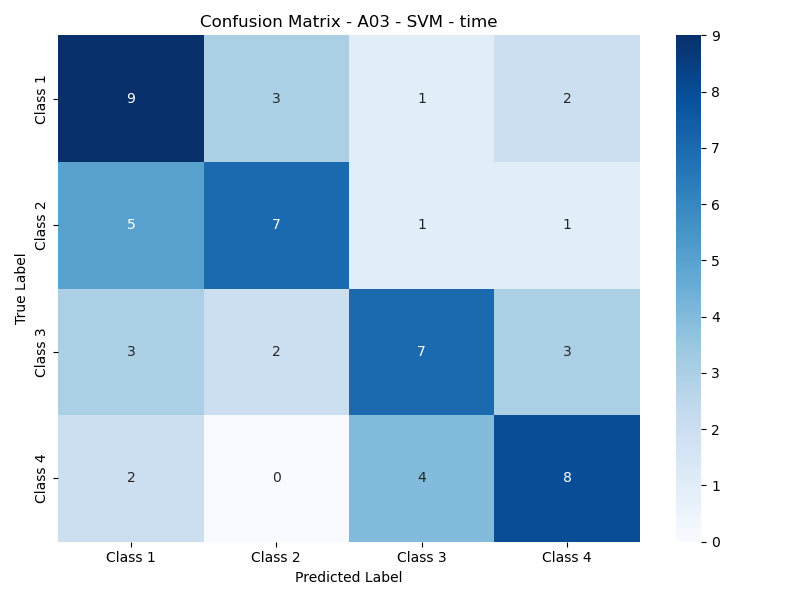 Confusion Matrix - A03 - SVM - time
True Label
Class 1
9 3 1 2
Class 2
5 7 1 1
Class 3
3 2 7 3
Class 4
2 0 4 8
Class 1 Class 2 Class 3 Class 4
Predicted Label
9
8
7
6
5
4
3
2
1
0